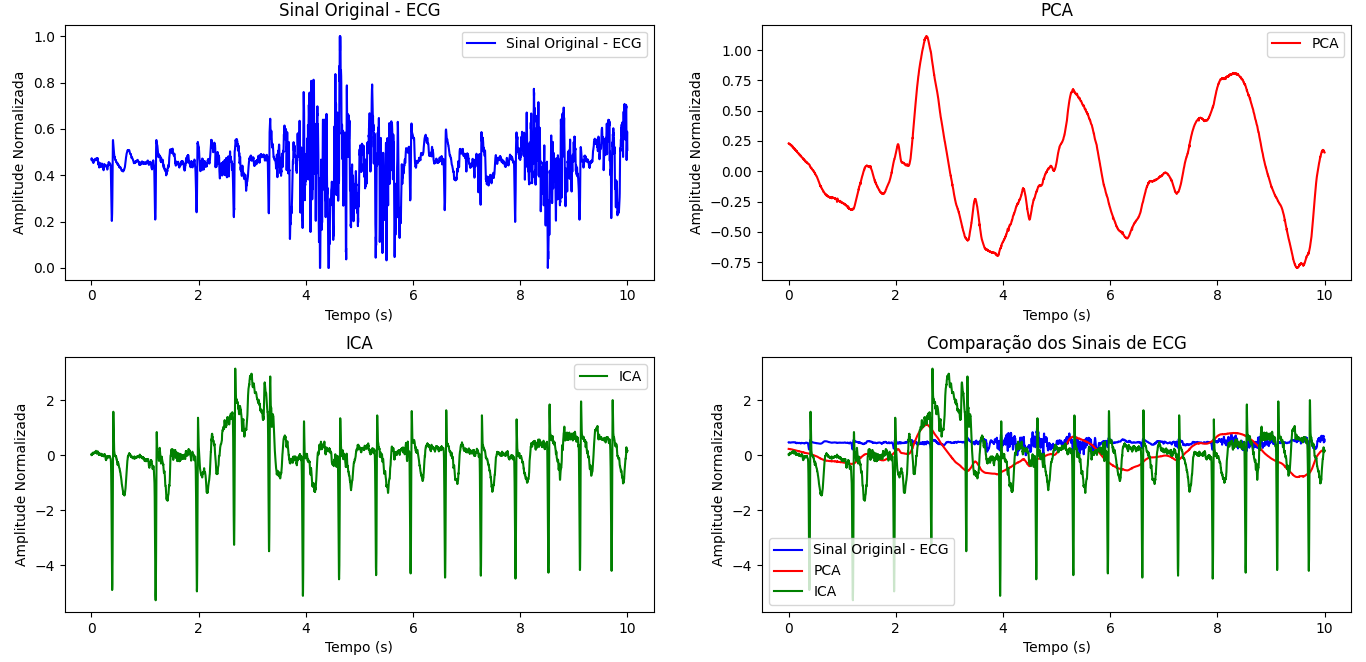 Sinal Original - ECG
Amplitude Normalizada
1.0
0.8
0.6
0.4
0.2
0.0
Sinal Original - ECG
0 2 4 6 8 10
Tempo (s)
PCA
Amplitude Normalizada
1.00
0.75
0.50
0.25
0.00
−0.25
−0.50
−0.75
PCA
0 2 4 6 8 10
Tempo (s)
ICA
Amplitude Normalizada
2
0
−2
−4
ICA
0 2 4 6 8 10
Tempo (s)
Comparação dos Sinais de ECG
Amplitude Normalizada
2
0
−2
−4
Sinal Original - ECG
PCA
ICA
0 2 4 6 8 10
Tempo (s)